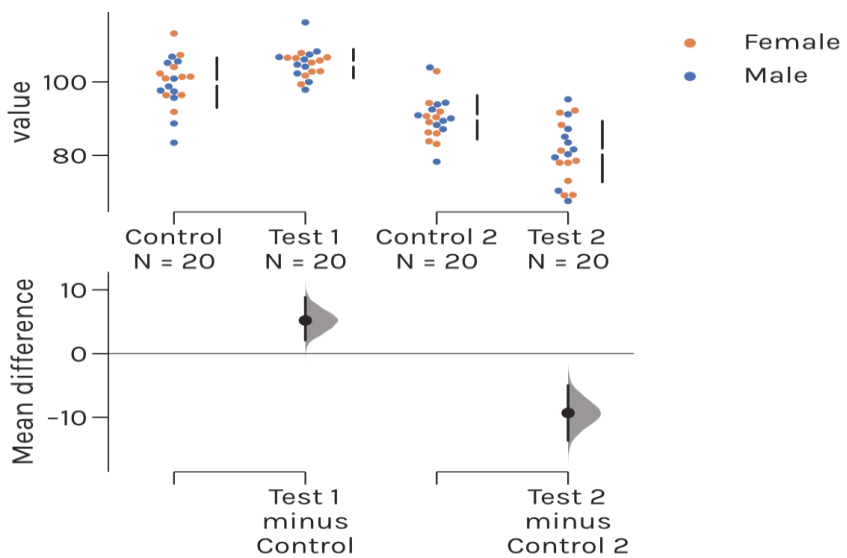 Female
Male
value
100
80
Control
N = 20
Test 1
N = 20
Control 2
N = 20
Test 2
N = 20
Mean difference
10
0
-10
Test 1
minus
Control
Test 2
minus
Control 2